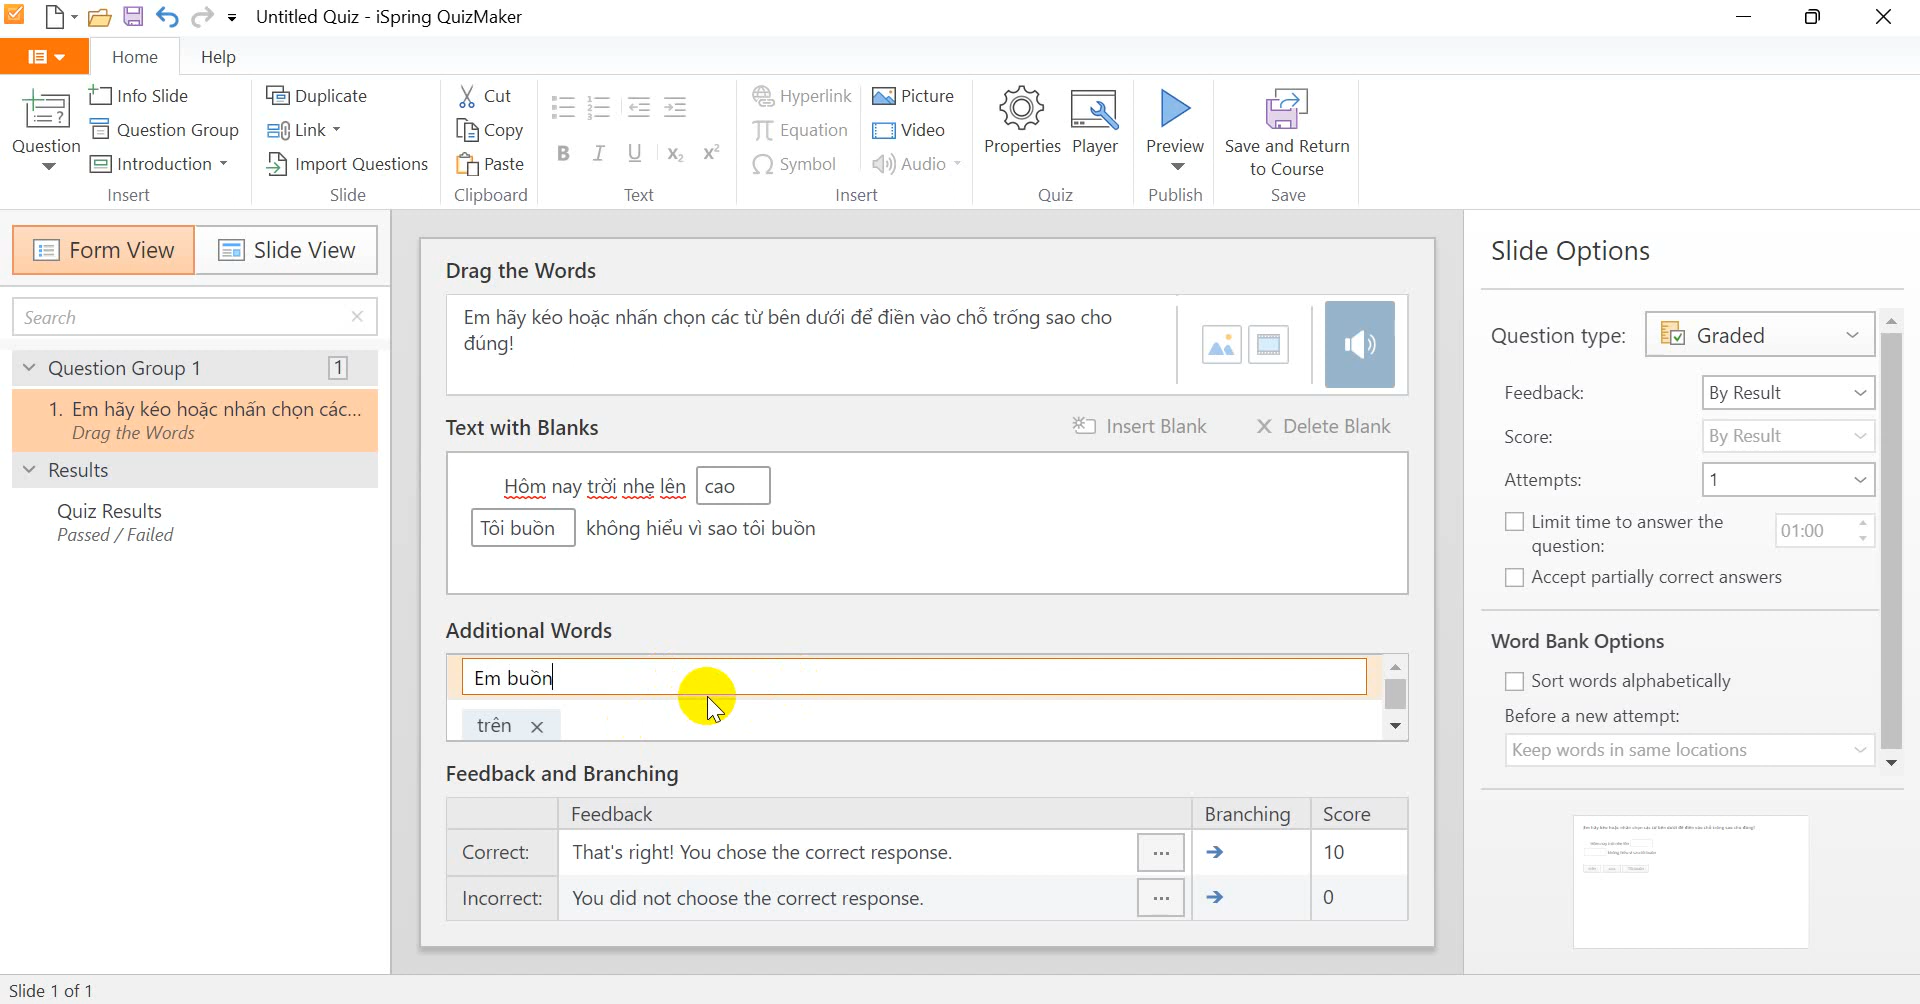 Untitled Quiz - iSpring QuizMaker
Home
Help
Question
Info Slide
Question Group
Introduction
Insert
Duplicate
Link
Import Questions
Slide
Cut
Copy
Paste
Clipboard
B I U X₂ X²
Text
Hyperlink
Equation
Symbol
Picture
Video
Audio
Insert
Properties
Player
Quiz
Preview
Publish
Save and Return
to Course
Save
Form View
Slide View
Search
Question Group 1
1
1. Em hãy kéo hoặc nhấn chọn các...
Drag the Words
Results
Quiz Results
Passed / Failed
Drag the Words
Em hãy kéo hoặc nhấn chọn các từ bên dưới để điền vào chỗ trống sao cho
đúng!
Text with Blanks
Insert Blank
Delete Blank
Hôm nay trời nhẹ lên cao
Tôi buồn không hiểu vì sao tôi buồn
Additional Words
Em buồn
trên
Feedback and Branching
Feedback Branching Score
Correct: That's right! You chose the correct response. ... 10
Incorrect: You did not choose the correct response. ... 0
Slide Options
Question type: Graded
Feedback: By Result
Score: By Result
Attempts: 1
Limit time to answer the
question:
01:00
Accept partially correct answers
Word Bank Options
Sort words alphabetically
Before a new attempt:
Keep words in same locations
Slide 1 of 1